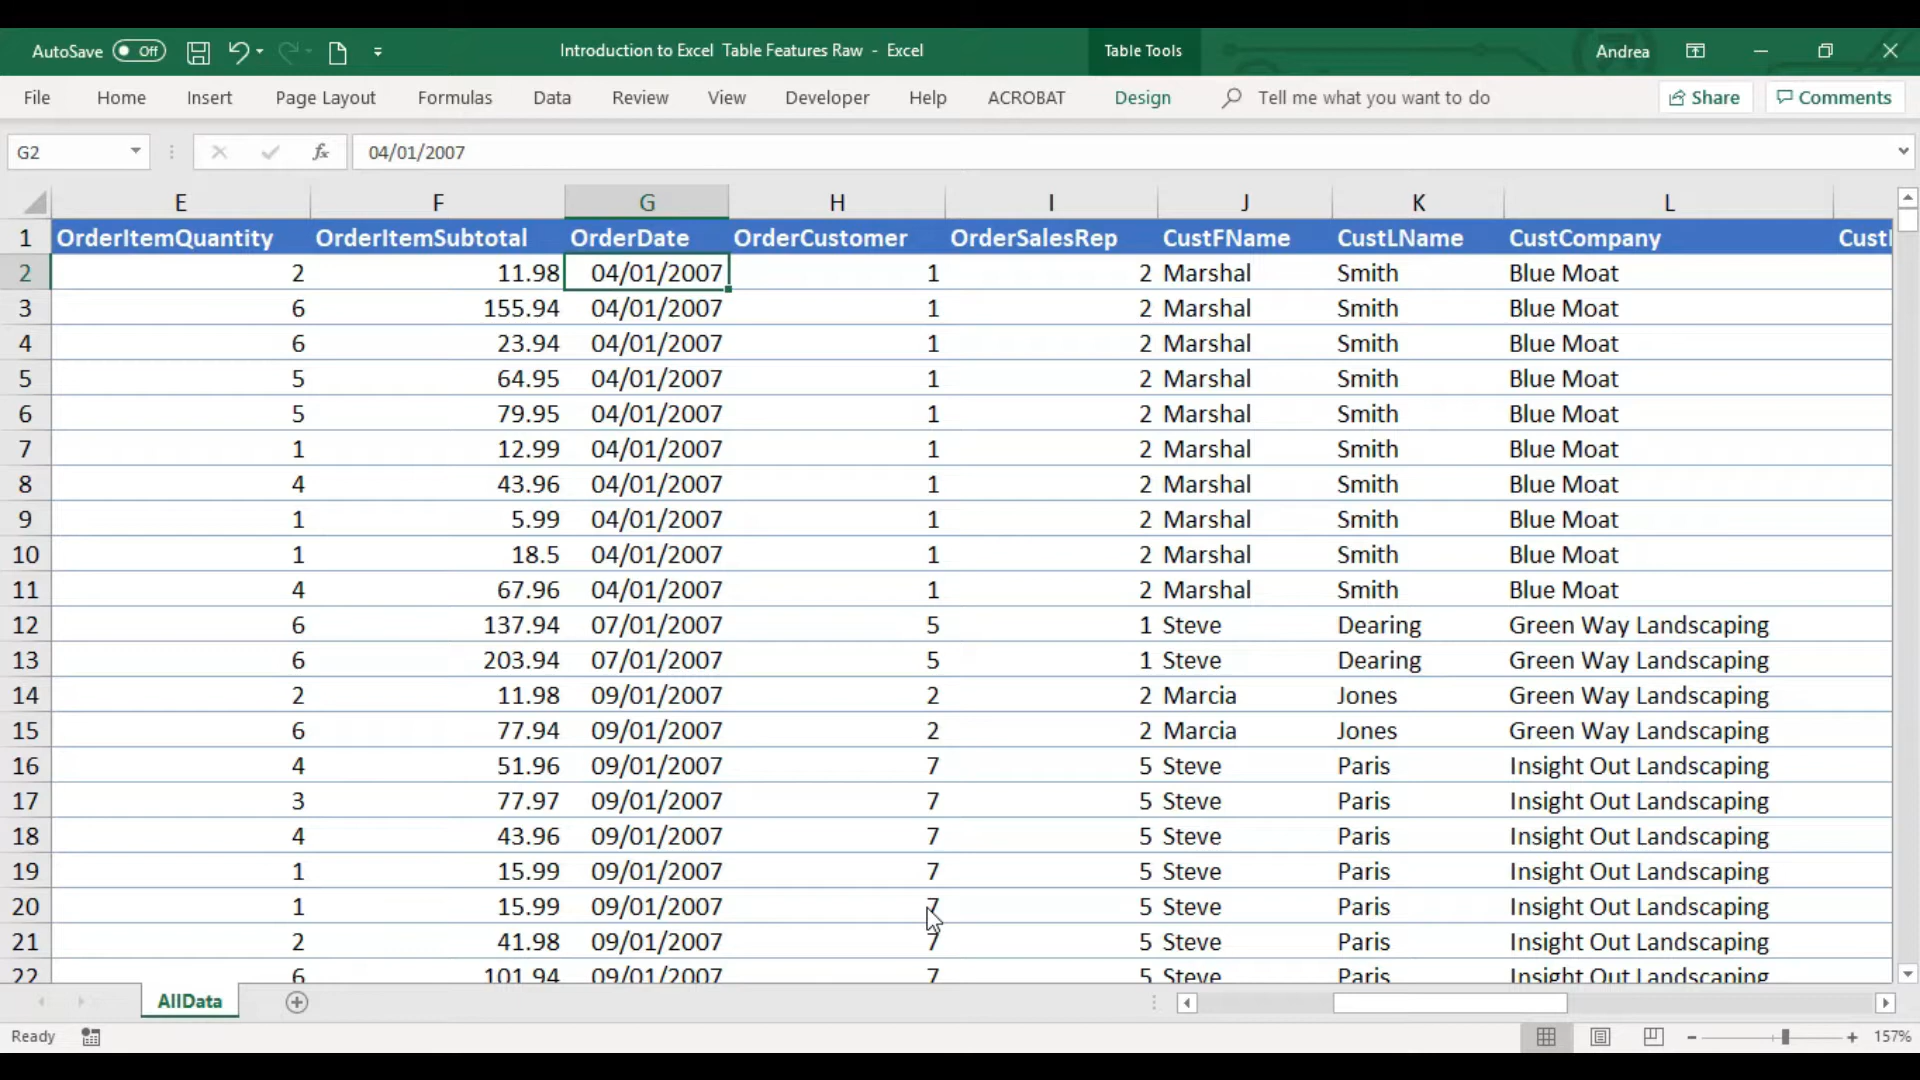 AutoSave Off Introduction to Excel Table Features Raw - Excel Table Tools Andrea
File Home Insert Page Layout Formulas Data Review View Developer Help ACROBAT Design Tell me what you want to do Share Comments
G2 fx 04/01/2007
E F G H I J K L
1 OrderItemQuantity OrderItemSubtotal OrderDate OrderCustomer OrderSalesRep CustFName CustLName CustCompany
2 2 11.98 04/01/2007 1 2 Marshal Smith Blue Moat
3 6 155.94 04/01/2007 1 2 Marshal Smith Blue Moat
4 6 23.94 04/01/2007 1 2 Marshal Smith Blue Moat
5 5 64.95 04/01/2007 1 2 Marshal Smith Blue Moat
6 5 79.95 04/01/2007 1 2 Marshal Smith Blue Moat
7 1 12.99 04/01/2007 1 2 Marshal Smith Blue Moat
8 4 43.96 04/01/2007 1 2 Marshal Smith Blue Moat
9 1 5.99 04/01/2007 1 2 Marshal Smith Blue Moat
10 1 18.5 04/01/2007 1 2 Marshal Smith Blue Moat
11 4 67.96 04/01/2007 1 2 Marshal Smith Blue Moat
12 6 137.94 07/01/2007 5 1 Steve Dearing Green Way Landscaping
13 6 203.94 07/01/2007 5 1 Steve Dearing Green Way Landscaping
14 2 11.98 09/01/2007 2 2 Marcia Jones Green Way Landscaping
15 6 77.94 09/01/2007 2 2 Marcia Jones Green Way Landscaping
16 4 51.96 09/01/2007 7 5 Steve Paris Insight Out Landscaping
17 3 77.97 09/01/2007 7 5 Steve Paris Insight Out Landscaping
18 4 43.96 09/01/2007 7 5 Steve Paris Insight Out Landscaping
19 1 15.99 09/01/2007 7 5 Steve Paris Insight Out Landscaping
20 1 15.99 09/01/2007 7 5 Steve Paris Insight Out Landscaping
21 2 41.98 09/01/2007 7 5 Steve Paris Insight Out Landscaping
22 6 101.94 09/01/2007 7 5 Steve Paris Insight Out Landscaping
AllData
Ready 157%